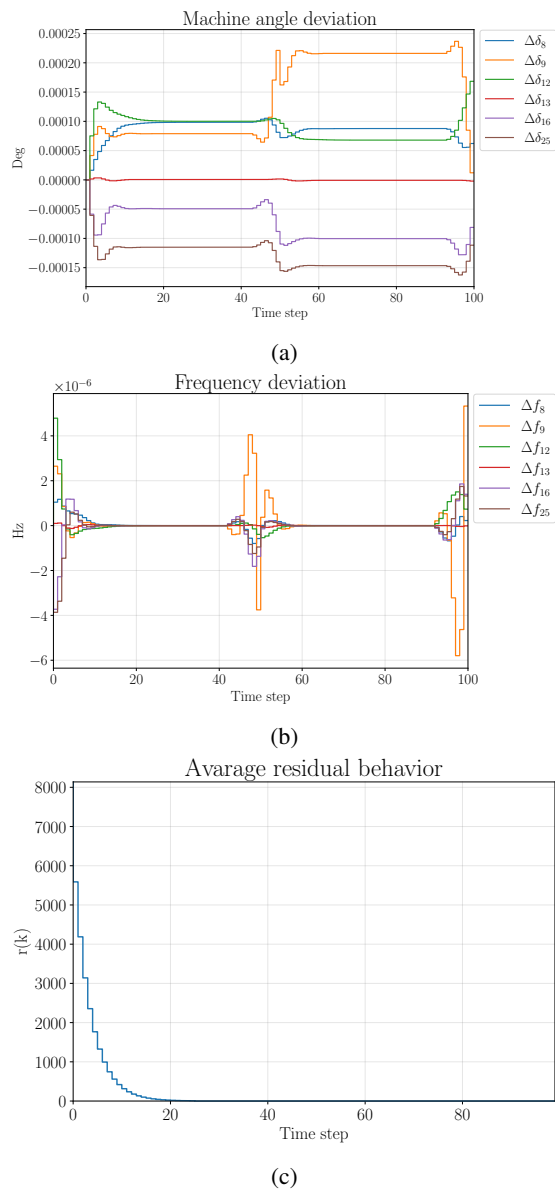 Machine angle deviation
0.00025
0.00020
0.00015
0.00010
0.00005
0.00000
−0.00005
−0.00010
−0.00015
Deg
0 20 40 60 80 100
Time step
Δδ8
Δδ9
Δδ12
Δδ13
Δδ16
Δδ25
(a)
Frequency deviation
×10−6
4
2
0
−2
−4
−6
Hz
0 20 40 60 80 100
Time step
Δf8
Δf9
Δf12
Δf13
Δf16
Δf25
(b)
Avarage residual behavior
8000
7000
6000
5000
4000
3000
2000
1000
0
r(k)
0 20 40 60 80
Time step
(c)